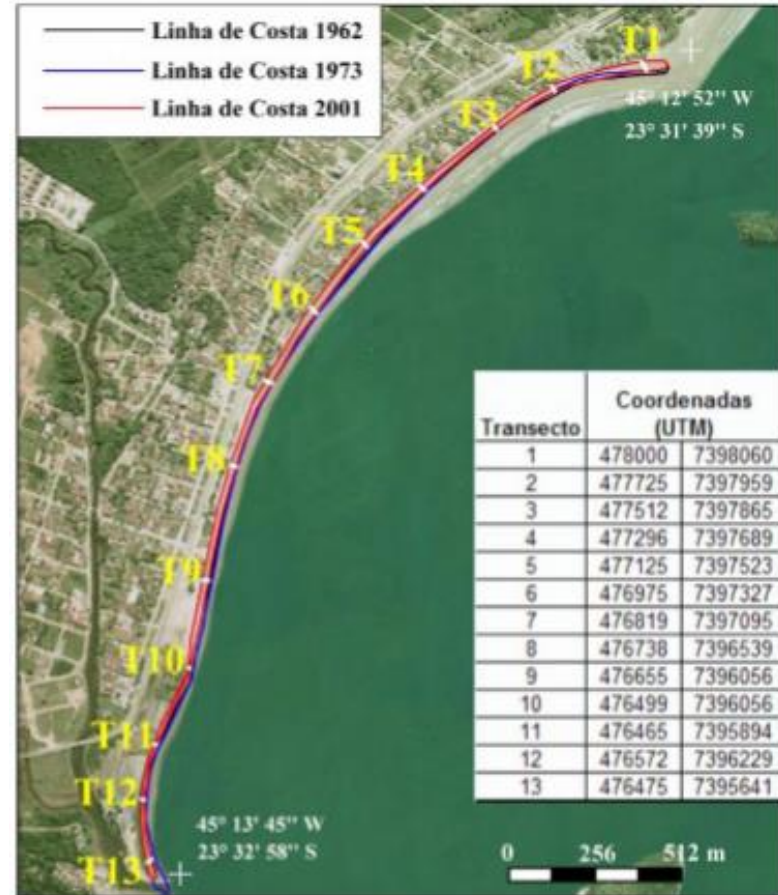 Linha de Costa 1962
Linha de Costa 1973
Linha de Costa 2001
T1
T2
45° 12' 52'' W
23° 31' 39'' S
T3
T4
T5
T6
T7
T8
T9
T10
T11
T12
T13
45° 13' 45'' W
23° 32' 58'' S
Transecto Coordenadas (UTM)
1 478000 7398060
2 477725 7397959
3 477512 7397865
4 477296 7397689
5 477125 7397523
6 476975 7397327
7 476819 7397095
8 476738 7396539
9 476655 7396056
10 476499 7396056
11 476465 7395894
12 476572 7396229
13 476475 7395641
0 256 512 m